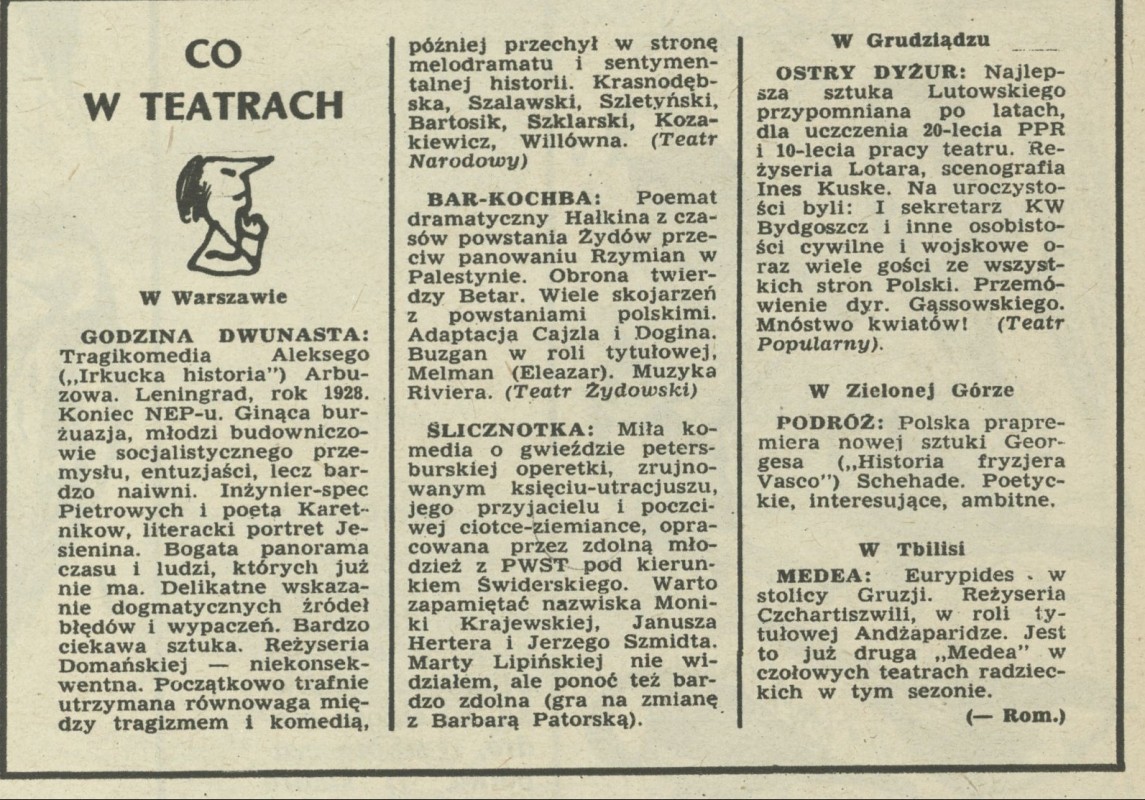 CO
W TEATRACH
W Warszawie
GODZINA DWUNASTA:
Tragikomedia Aleksego
(„Irkucka historia”) Arbu-
zowa. Leningrad, rok 1928.
Koniec NEP-u. Ginąca bur-
żuazja, młodzi budowniczo-
wie socjalistycznego prze-
mysłu, entuzjaści, lecz bar-
dzo naiwni. Inżynier-spec
Pietrowych i poeta Karet-
nikow, literacki portret Je-
sienina. Bogata panorama
czasu i ludzi, których już
nie ma. Delikatne wskaza-
nie dogmatycznych źródeł
błędów i wypaczeń. Bardzo
ciekawa sztuka. Reżyseria
Domańskiej — niekonsek-
wentna. Początkowo trafnie
utrzymana równowaga mię-
dzy tragizmem i komedią,
później przechył w stronę
melodramatu i sentymen-
talnej historii. Krasnodęb-
ska, Szalawski, Szletyński,
Bartosik, Szklarski, Koza-
kiewicz, Willówna. (Teatr
Narodowy)
BAR-KOCHBA: Poemat
dramatyczny Hałkina z cza-
sów powstania Żydów prze-
ciw panowaniu Rzymian w
Palestynie. Obrona twier-
dzy Betar. Wiele skojarzeń
z powstaniami polskimi.
Adaptacja Cajzla i Dogina.
Buzgan w roli tytułowej,
Melman (Eleazar). Muzyka
Riviera. (Teatr Żydowski)
ŚLICZNOTKA: Miła ko-
media o gwieździe peters-
burskiej operetki, zrujno-
wanym księciu-utracjuszu,
jego przyjacielu i poczci-
wej ciotce-ziemiance, opra-
cowana przez zdolną mło-
dzież z PWST pod kierun-
kiem Świderskiego. Warto
zapamiętać nazwiska Moni-
ki Krajewskiej, Janusza
Hertera i Jerzego Szmidta.
Marty Lipińskiej nie wi-
działem, ale ponoć też bar-
dzo zdolna (gra na zmianę
z Barbarą Patorską).
W Grudziądzu
OSTRY DYŻUR: Najlep-
sza sztuka Lutowskiego
przypomniana po latach,
dla uczczenia 20-lecia PPR
i 10-lecia pracy teatru. Re-
żyseria Lotara, scenografia
Ines Kuske. Na uroczysto-
ści byli: I sekretarz KW
Bydgoszcz i inne osobisto-
ści cywilne i wojskowe o-
raz wiele gości ze wszyst-
kich stron Polski. Przemó-
wienie dyr. Gąssowskiego.
Mnóstwo kwiatów! (Teatr
Popularny).
W Zielonej Górze
PODRÓŻ: Polska prapre-
miera nowej sztuki Geor-
gesa („Historia fryzjera
Vasco”) Schehade. Poetyc-
kie, interesujące, ambitne.
W Tbilisi
MEDEA: Eurypides w
stolicy Gruzji. Reżyseria
Czchartiszwili, w roli ty-
tułowej Andżaparidze. Jest
to już druga „Medea” w
czołowych teatrach radziec-
kich w tym sezonie.
(— Rom.)